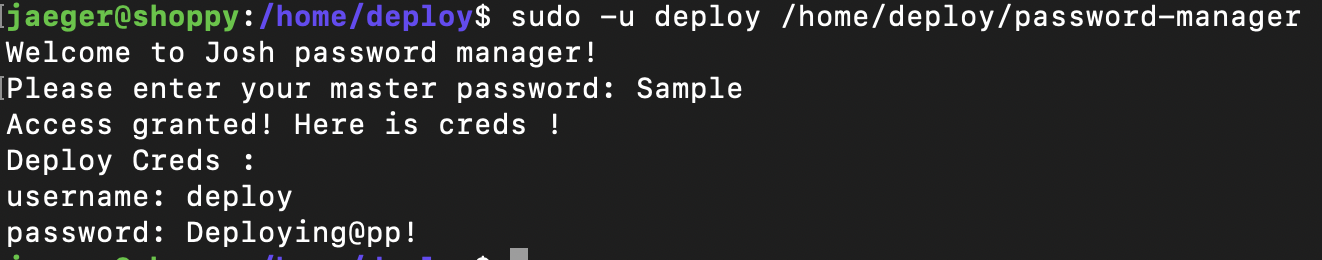 jaeger@shoppy:/home/deploy$ sudo -u deploy /home/deploy/password-manager
Welcome to Josh password manager!
Please enter your master password: Sample
Access granted! Here is creds !
Deploy Creds :
username: deploy
password: Deploying@pp!